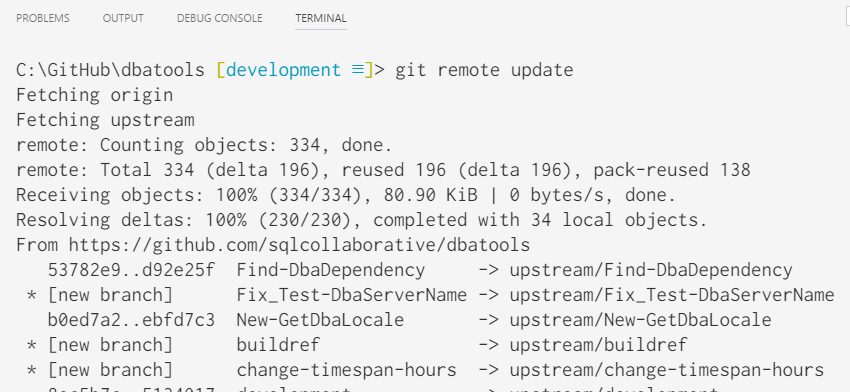 PROBLEMS OUTPUT DEBUG CONSOLE TERMINAL
C:\GitHub\dbatools [development ≡]> git remote update
Fetching origin
Fetching upstream
remote: Counting objects: 334, done.
remote: Total 334 (delta 196), reused 196 (delta 196), pack-reused 138
Receiving objects: 100% (334/334), 80.90 KiB | 0 bytes/s, done.
Resolving deltas: 100% (230/230), completed with 34 local objects.
From https://github.com/sqlcollaborative/dbatools
53782e9..d92e25f Find-DbaDependency -> upstream/Find-DbaDependency
* [new branch] Fix_Test-DbaServerName -> upstream/Fix_Test-DbaServerName
b0ed7a2..ebfd7c3 New-GetDbaLocale -> upstream/New-GetDbaLocale
* [new branch] buildref -> upstream/buildref
* [new branch] change-timespan-hours -> upstream/change-timespan-hours
development -> upstream/development